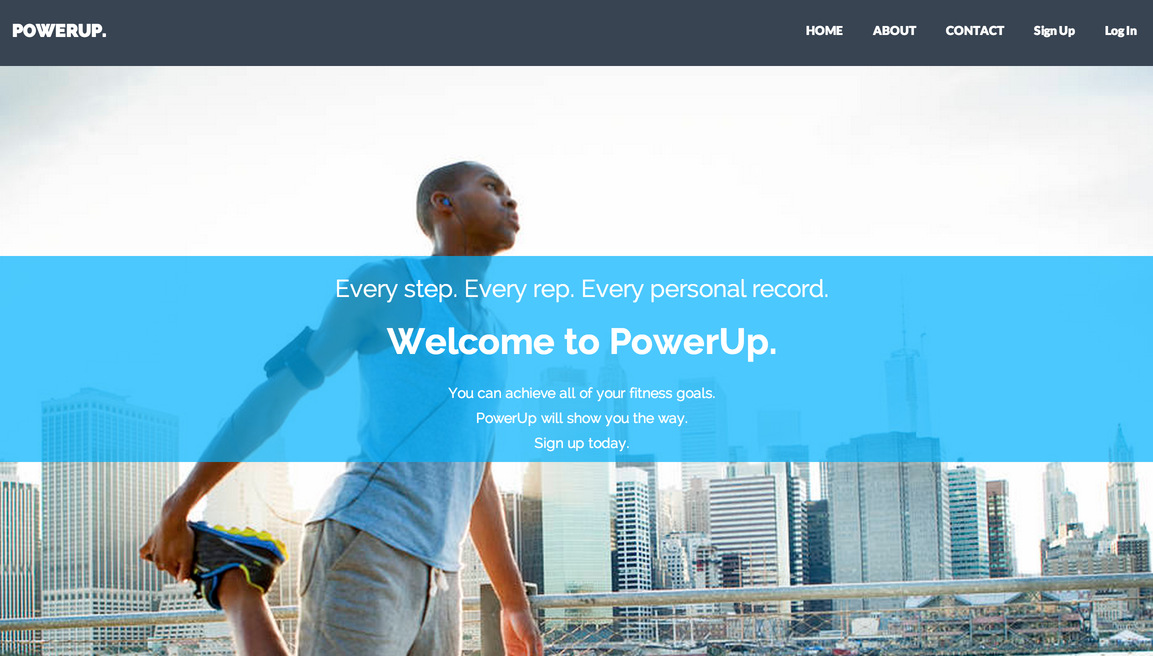 POWERUP.
HOME ABOUT CONTACT Sign Up Log In
Every step. Every rep. Every personal record.
Welcome to PowerUp.
You can achieve all of your fitness goals.
PowerUp will show you the way.
Sign up today.